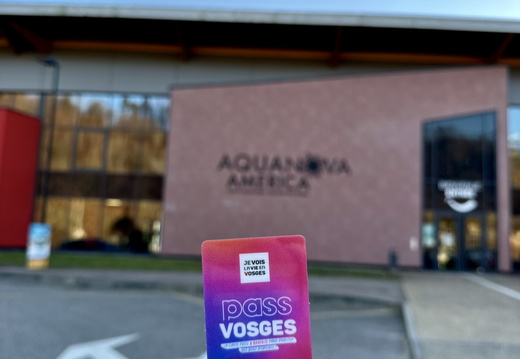 AQUANOVA
AMERICA
JE VOIS
LA VIE EN
VOSGES
pass
VOSGES